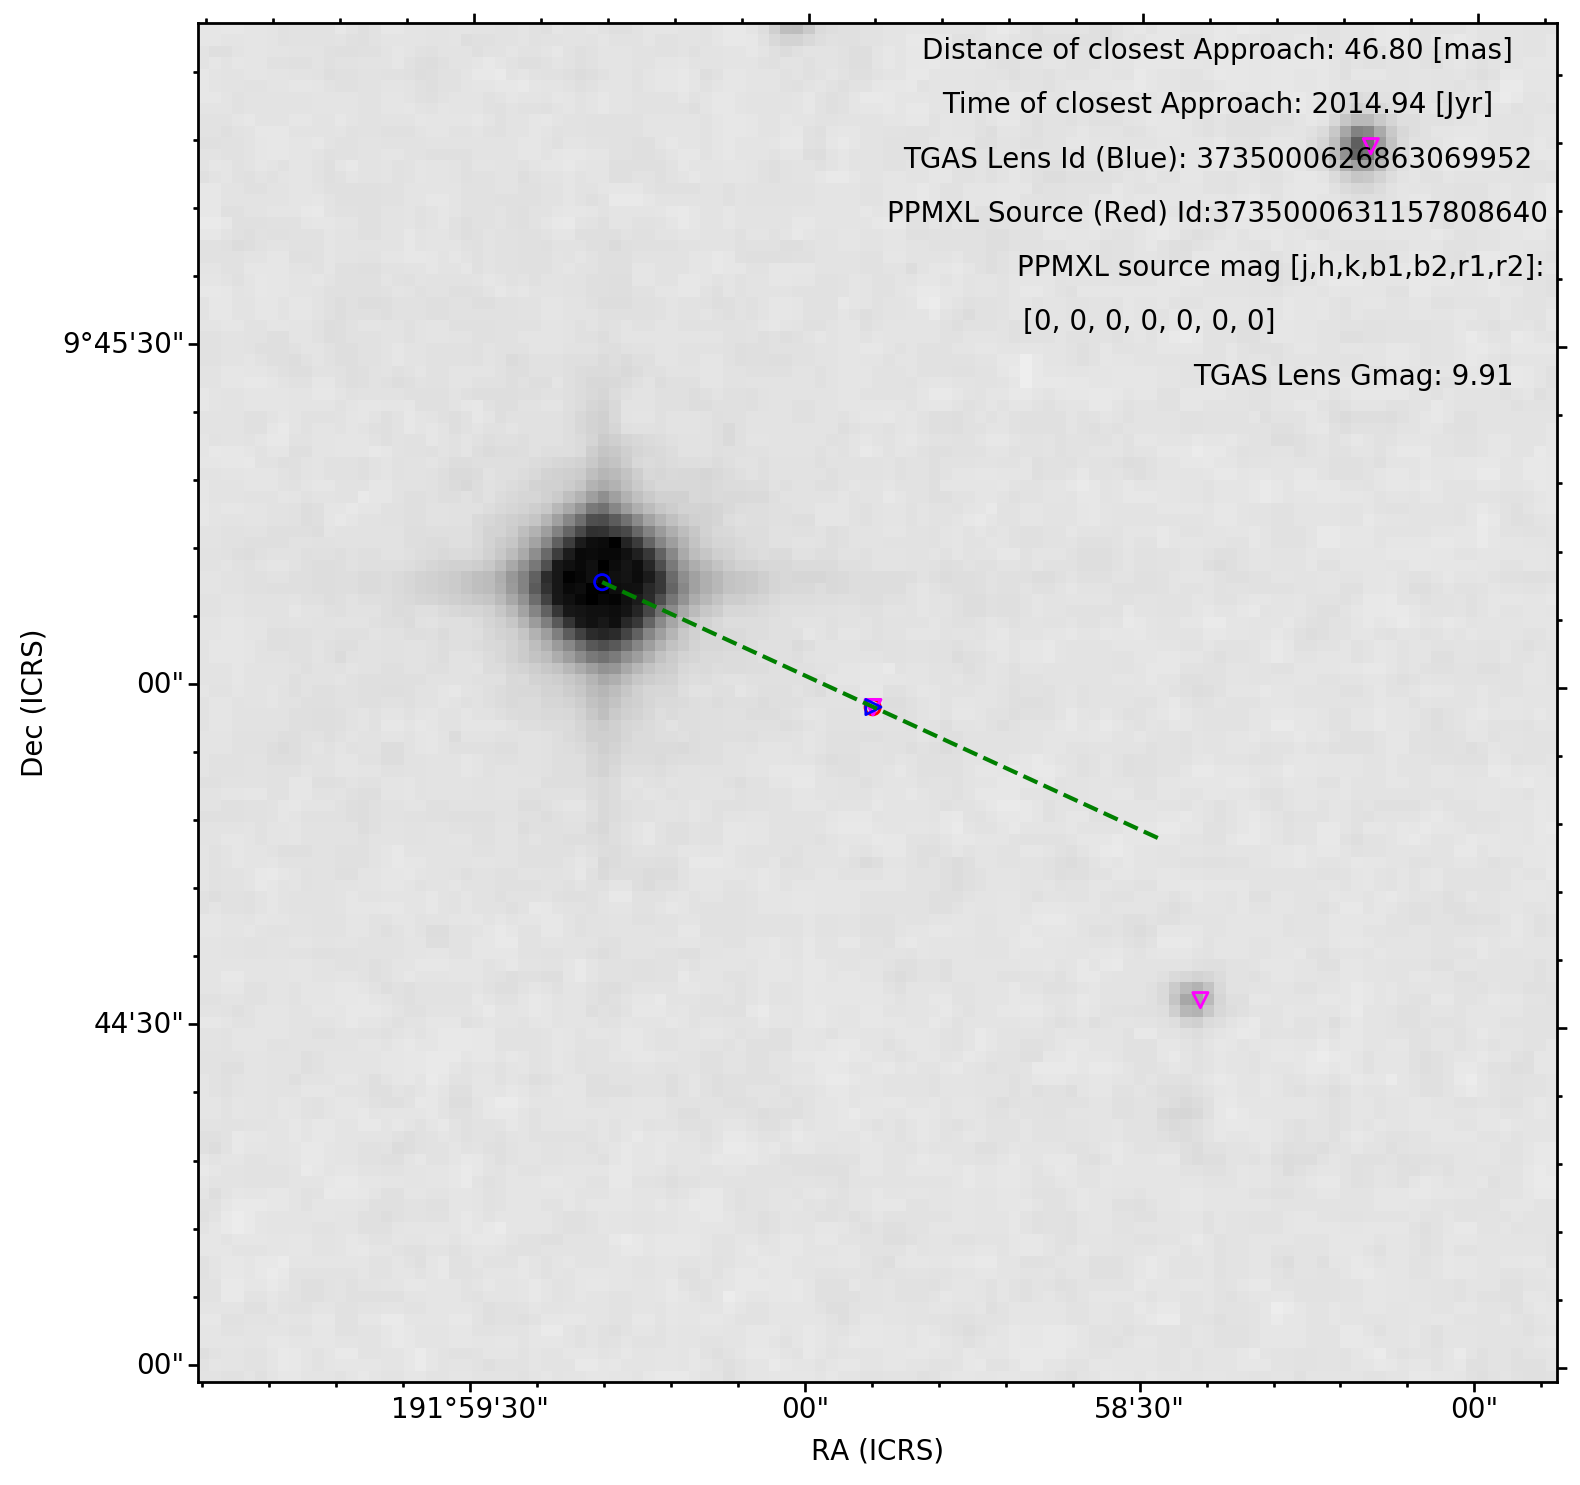 Distance of closest Approach: 46.80 [mas]
Time of closest Approach: 2014.94 [Jyr]
TGAS Lens Id (Blue): 3735000626863069952
PPMXL Source (Red) Id:3735000631157808640
PPMXL source mag [j,h,k,b1,b2,r1,r2]:
[0, 0, 0, 0, 0, 0, 0]
TGAS Lens Gmag: 9.91
9°45'30"
00"
44'30"
00"
Dec (ICRS)
191°59'30"
00"
58'30"
00"
RA (ICRS)